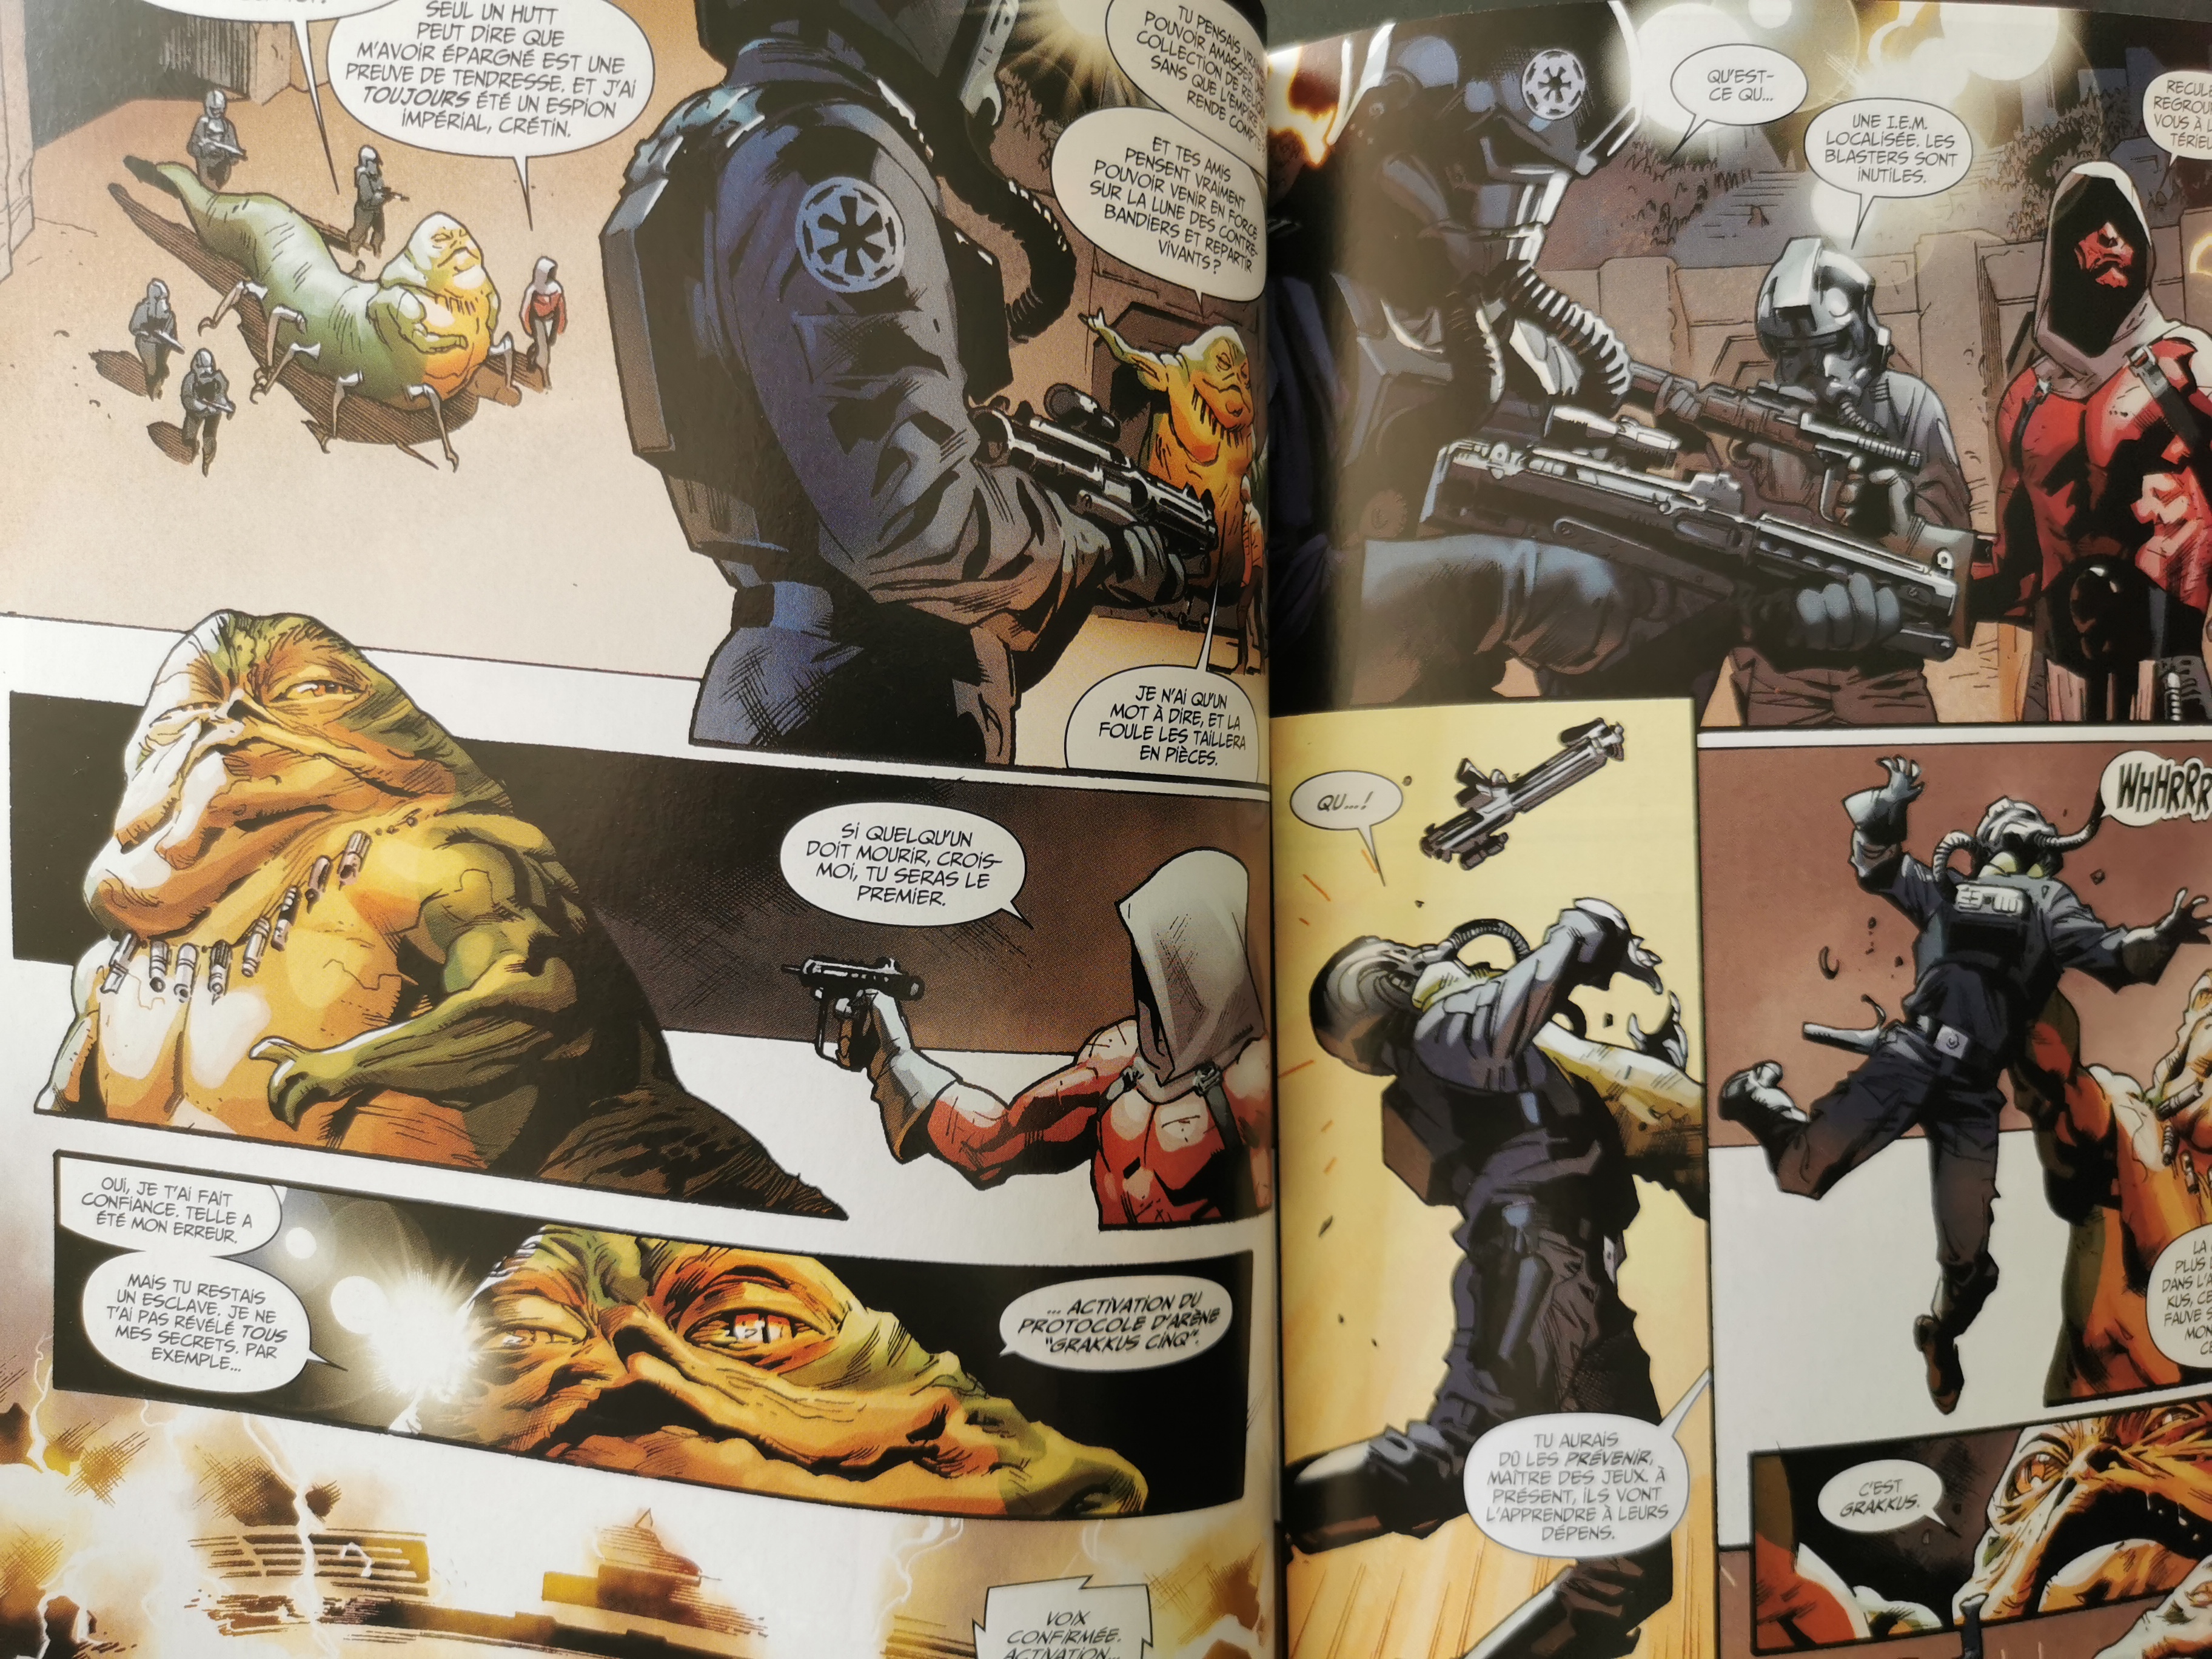 SEUL UN HUTT
PEUT DIRE QUE
M'AVOIR ÉPARGNÉ EST UNE
PREUVE DE TENDRESSE. ET J'AI
TOUJOURS ÉTÉ UN ESPION
IMPÉRIAL, CRÉTIN.
TU PENSAIS
POUVOIR AMASSER UNE
COLLECTION DE
SANS QUE L'EMPIRE
RENDE COMPTE
ET TES AMIS
PENSENT VRAIMENT
POUVOIR VENIR EN FORCE
SUR LA LUNE DES CONTRE-
BANDIERS ET REPARTIR
VIVANTS?
JE N'AI QU'UN
MOT À DIRE, ET LA
FOULE LES TAILLERA
EN PIÈCES.
SI QUELQU'UN
DOIT MOURIR, CROIS-
MOI, TU SERAS LE
PREMIER.
OUI, JE T'AI FAIT
CONFIANCE. TELLE A
ÉTÉ MON ERREUR.
MAIS TU RESTAIS
UN ESCLAVE. JE NE
T'AI PAS RÉVÉLÉ TOUS
MES SECRETS. PAR
EXEMPLE...
... ACTIVATION DU
PROTOCOLE D'ARÈNE
"GRAKKUS CINQ".
VOIX
CONFIRMÉE.
ACTIVATION...
QU'EST-
CE QU...
UNE I.E.M.
LOCALISÉE. LES
BLASTERS SONT
INUTILES.
VOUS À
QU...!
WHHRRR
TU AURAIS
DÛ LES PRÉVENIR,
MAÎTRE DES JEUX. À
PRÉSENT, ILS VONT
L'APPRENDRE À LEURS
DÉPENS.
LA
PLUS
DANS
FAUVE
C'EST
GRAKKUS.